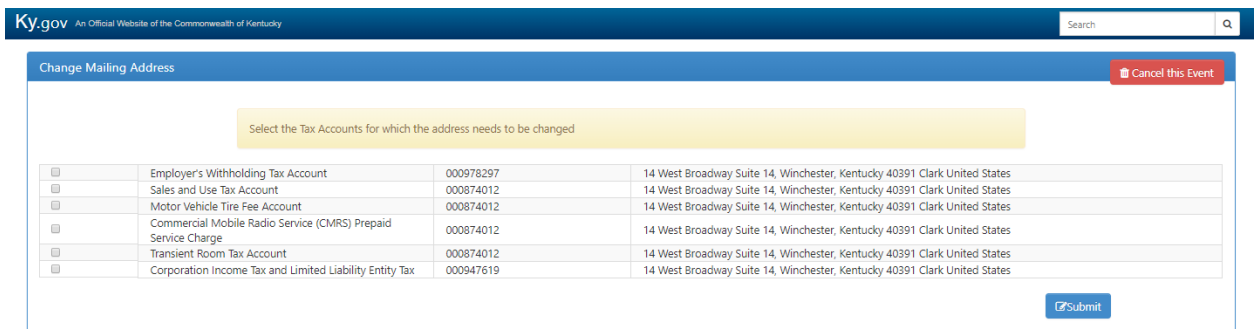 Ky.gov An Official Website of the Commonwealth of Kentucky Search
Change Mailing Address Cancel this Event
Select the Tax Accounts for which the address needs to be changed
Employer's Withholding Tax Account 000978297 14 West Broadway Suite 14, Winchester, Kentucky 40391 Clark United States
Sales and Use Tax Account 000874012 14 West Broadway Suite 14, Winchester, Kentucky 40391 Clark United States
Motor Vehicle Tire Fee Account 000874012 14 West Broadway Suite 14, Winchester, Kentucky 40391 Clark United States
Commercial Mobile Radio Service (CMRS) Prepaid
Service Charge 000874012 14 West Broadway Suite 14, Winchester, Kentucky 40391 Clark United States
Transient Room Tax Account 000874012 14 West Broadway Suite 14, Winchester, Kentucky 40391 Clark United States
Corporation Income Tax and Limited Liability Entity Tax 000947619 14 West Broadway Suite 14, Winchester, Kentucky 40391 Clark United States
Submit